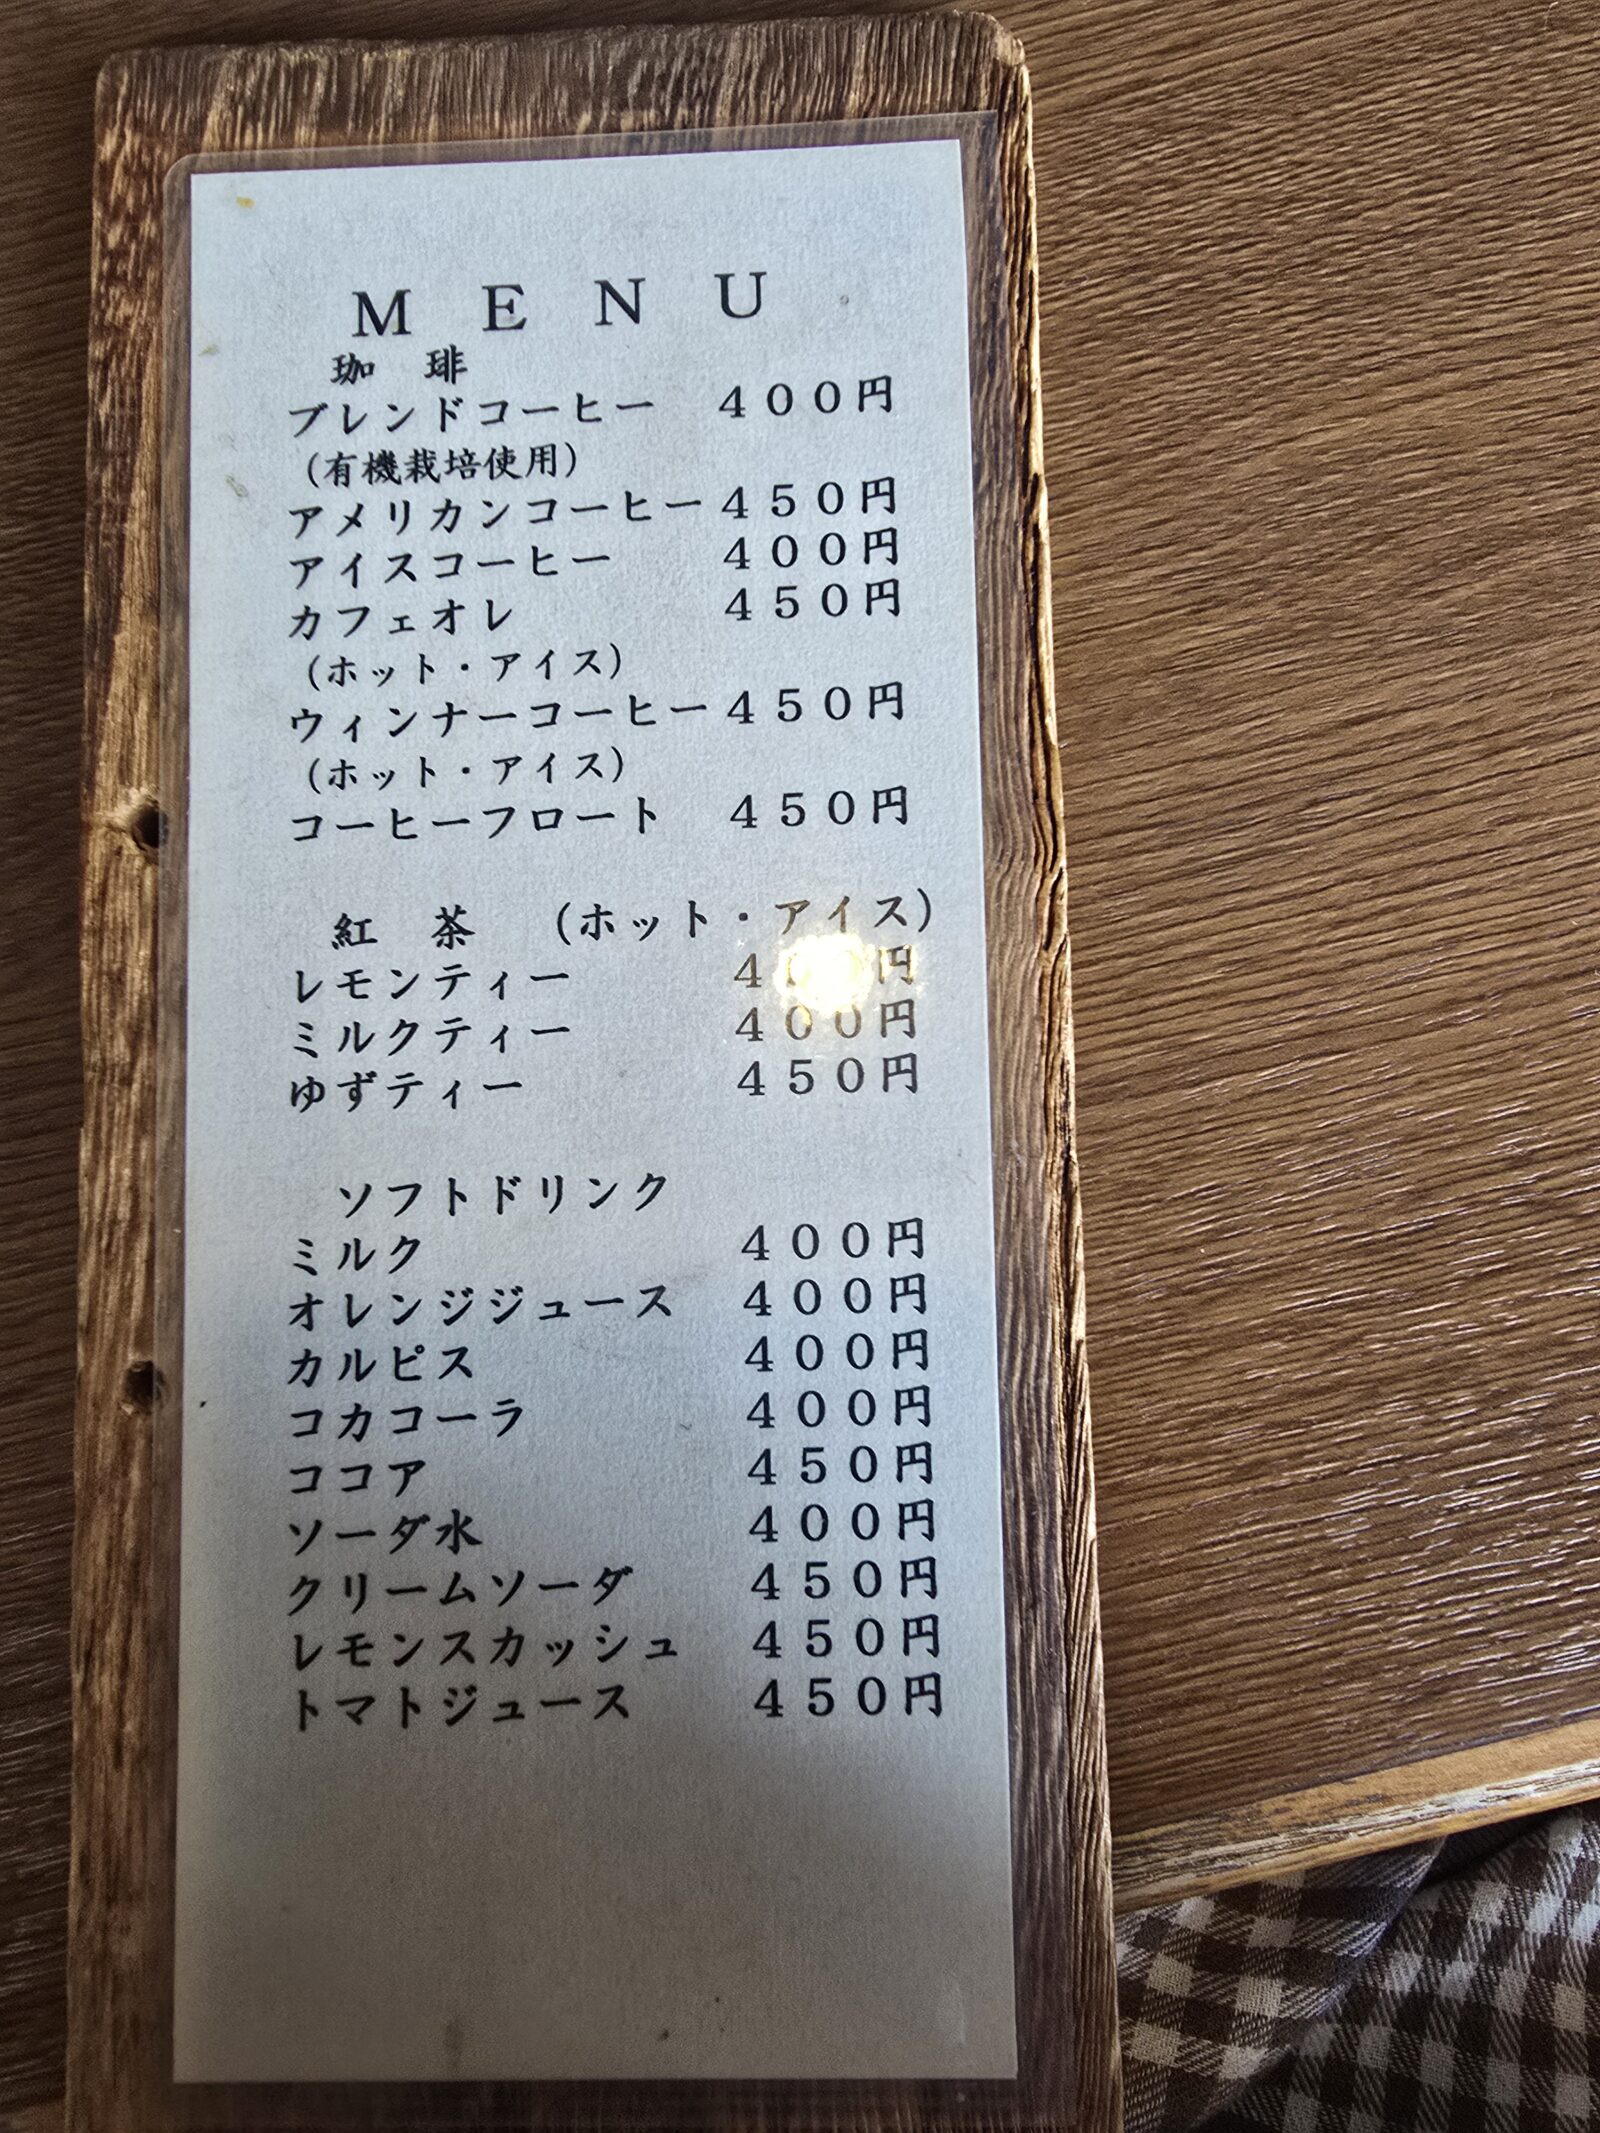 ＭＥＮＵ
珈琲
ブレンドコーヒー ４００円
（有機栽培使用）
アメリカンコーヒー ４５０円
アイスコーヒー ４００円
カフェオレ ４５０円
（ホット・アイス）
ウィンナーコーヒー ４５０円
（ホット・アイス）
コーヒーフロート ４５０円
紅茶 （ホット・アイス）
レモンティー
ミルクティー ４００円
ゆずティー ４５０円
ソフトドリンク
ミルク ４００円
オレンジジュース ４００円
カルピス ４００円
コカコーラ ４００円
ココア ４５０円
ソーダ水 ４００円
クリームソーダ ４５０円
レモンスカッシュ ４５０円
トマトジュース ４５０円